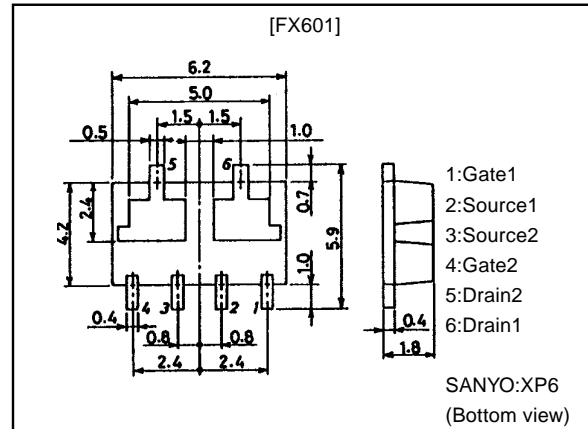 [FX601]
6.2
5.0
1.5 1.5
0.5 1.0
5 6
4.2 2.4 0.7 5.9
1.0
4 3 2 1
0.4
0.8 0.8
2.4 2.4
1:Gate1
2:Source1
3:Source2
4:Gate2
5:Drain2
6:Drain1
0.4
1.8
SANYO:XP6
(Bottom view)